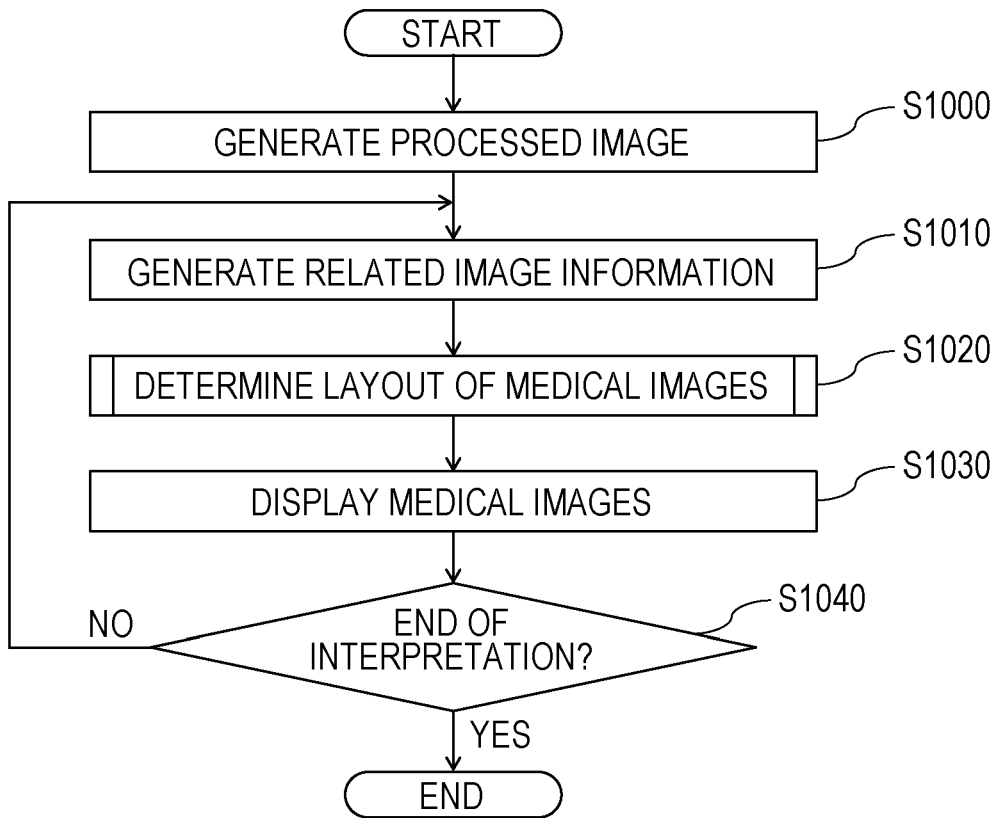 START
GENERATE PROCESSED IMAGE
S1000
GENERATE RELATED IMAGE INFORMATION
S1010
DETERMINE LAYOUT OF MEDICAL IMAGES
S1020
DISPLAY MEDICAL IMAGES
S1030
END OF
INTERPRETATION?
S1040
NO
YES
END